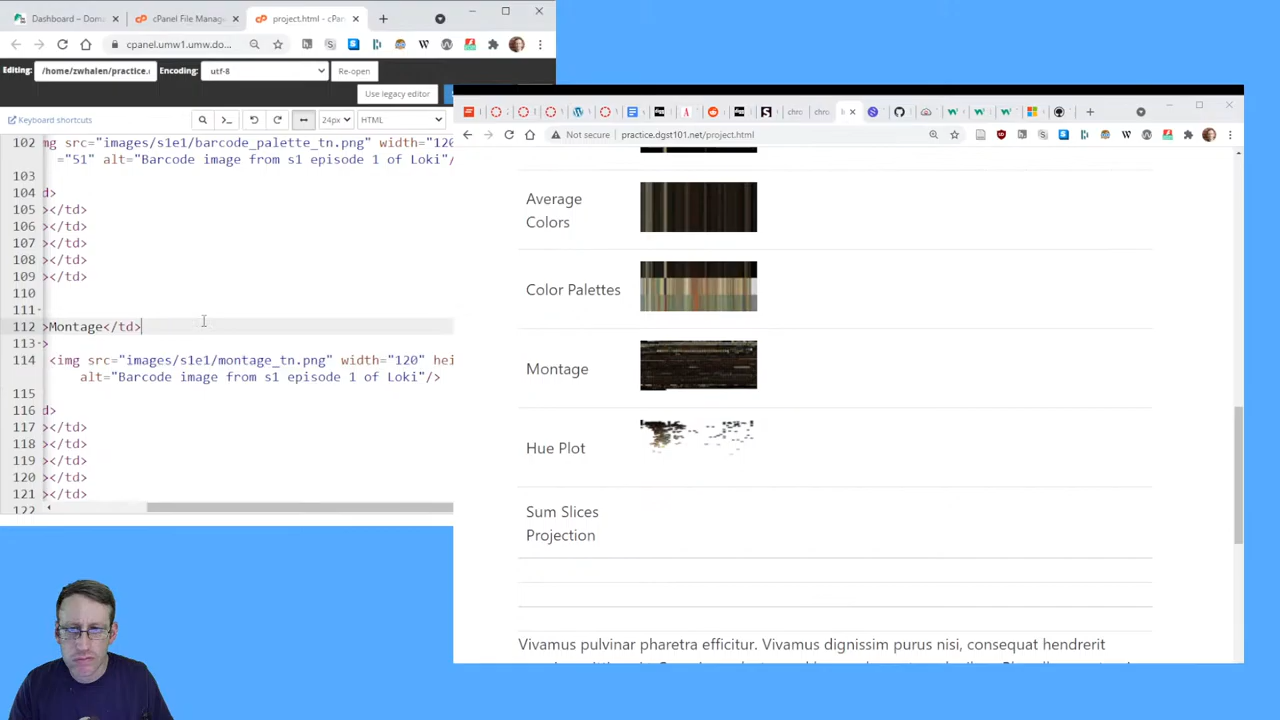 Dashboard – Doma
cPanel File Manage
project.html - cPan
cpanel.umw1.umw.do...
Editing:
/home/zwhalen/practice.
Encoding:
utf-8
Re-open
Use legacy editor
Keyboard shortcuts
24px
HTML
102 mg src="images/s1e1/barcode_palette_tn.png" width="120
="51" alt="Barcode image from s1 episode 1 of Loki"/
103
104 d>
105 ></td>
106 ></td>
107 ></td>
108 ></td>
109 ></td>
110
111
112 >Montage</td>
113 >
114 <img src="images/s1e1/montage_tn.png" width="120" hei
alt="Barcode image from s1 episode 1 of Loki"/>
115
116 d>
117 ></td>
118 ></td>
119 ></td>
120 ></td>
121 ></td>
122
chro
chro
Not secure
practice.dgst101.net/project.html
Average
Colors
Color Palettes
Montage
Hue Plot
Sum Slices
Projection
Vivamus pulvinar pharetra efficitur. Vivamus dignissim purus nisi, consequat hendrerit